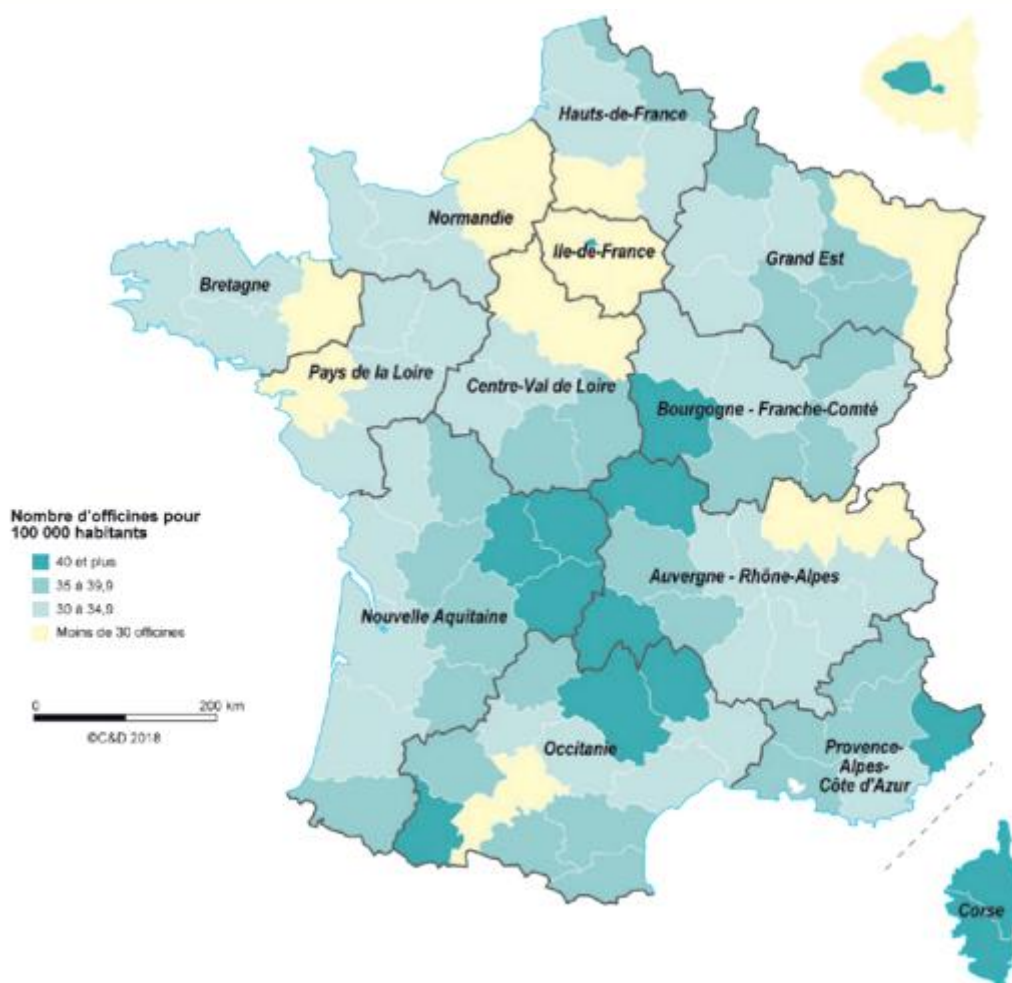 Hauts-de-France
Normandie
Ile-de-France
Grand Est
Bretagne
Pays de la Loire
Centre-Val de Loire
Bourgogne - Franche-Comté
Nombre d'officines pour
100 000 habitants
40 et plus
35 à 39,9
30 à 34,9
Moins de 30 officines
Auvergne - Rhône-Alpes
Nouvelle Aquitaine
0 200 km
©C&D 2018
Occitanie
Provence-
Alpes-
Côte d'Azur
Corse